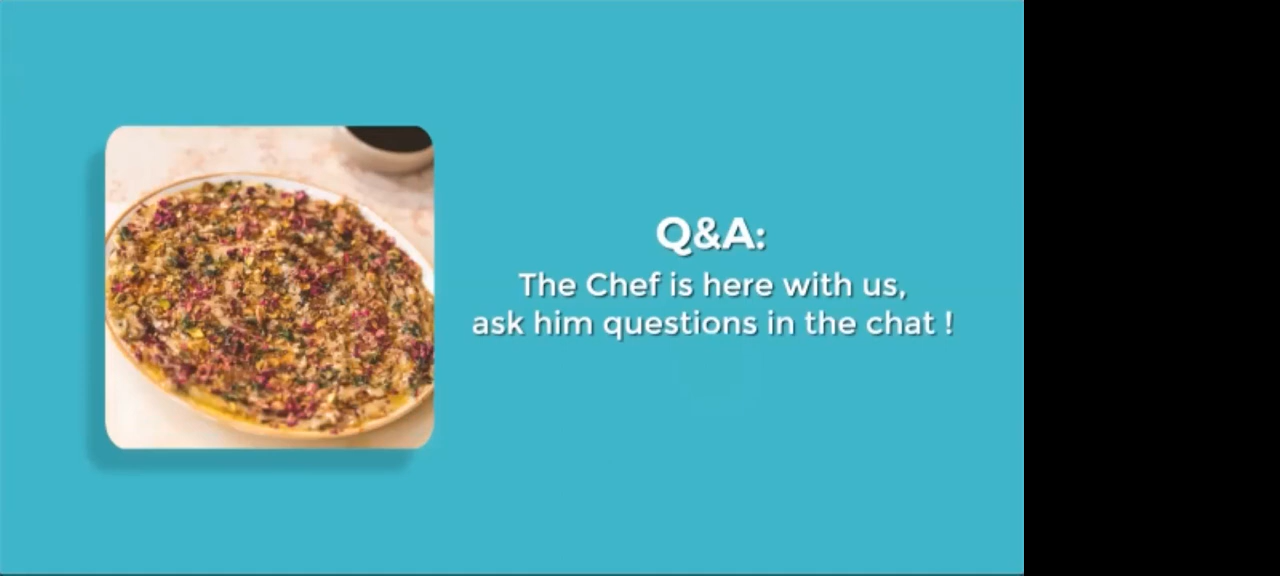 Q&A:
The Chef is here with us,
ask him questions in the chat !